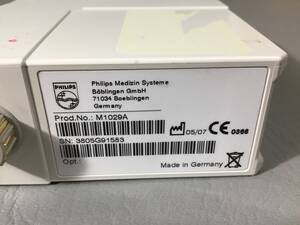 PHILIPS
Philips Medizin Systeme
Böblingen GmbH
71034 Boeblingen
Germany
Prod.No.: M1029A
05/07 CE 0366
SN: 3805G91583
Opt.:
Made in Germany